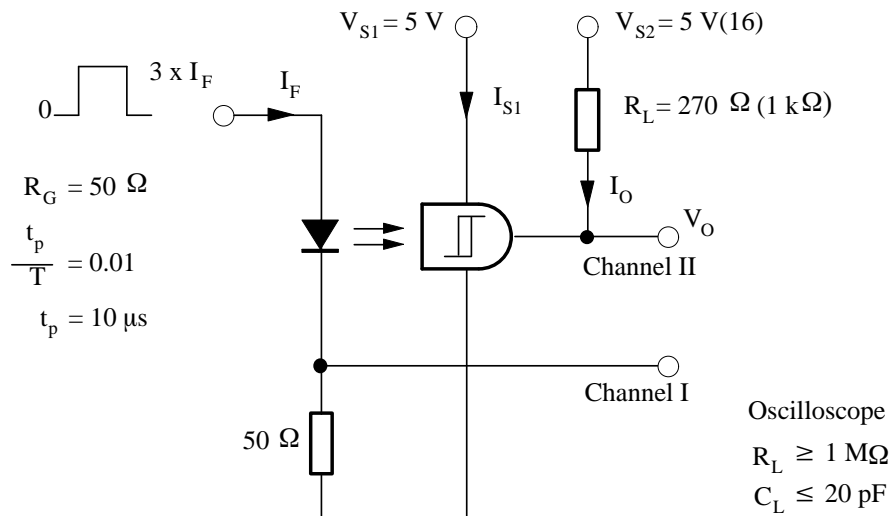 V_S1 = 5 V
V_S2 = 5 V(16)
3 x I_F
I_F
0
I_S1
R_L = 270 Ω (1 kΩ)
R_G = 50 Ω
I_O
V_O
t_p
T
= 0.01
Channel II
t_p = 10 µs
Channel I
50 Ω
Oscilloscope
R_L ≥ 1 MΩ
C_L ≤ 20 pF